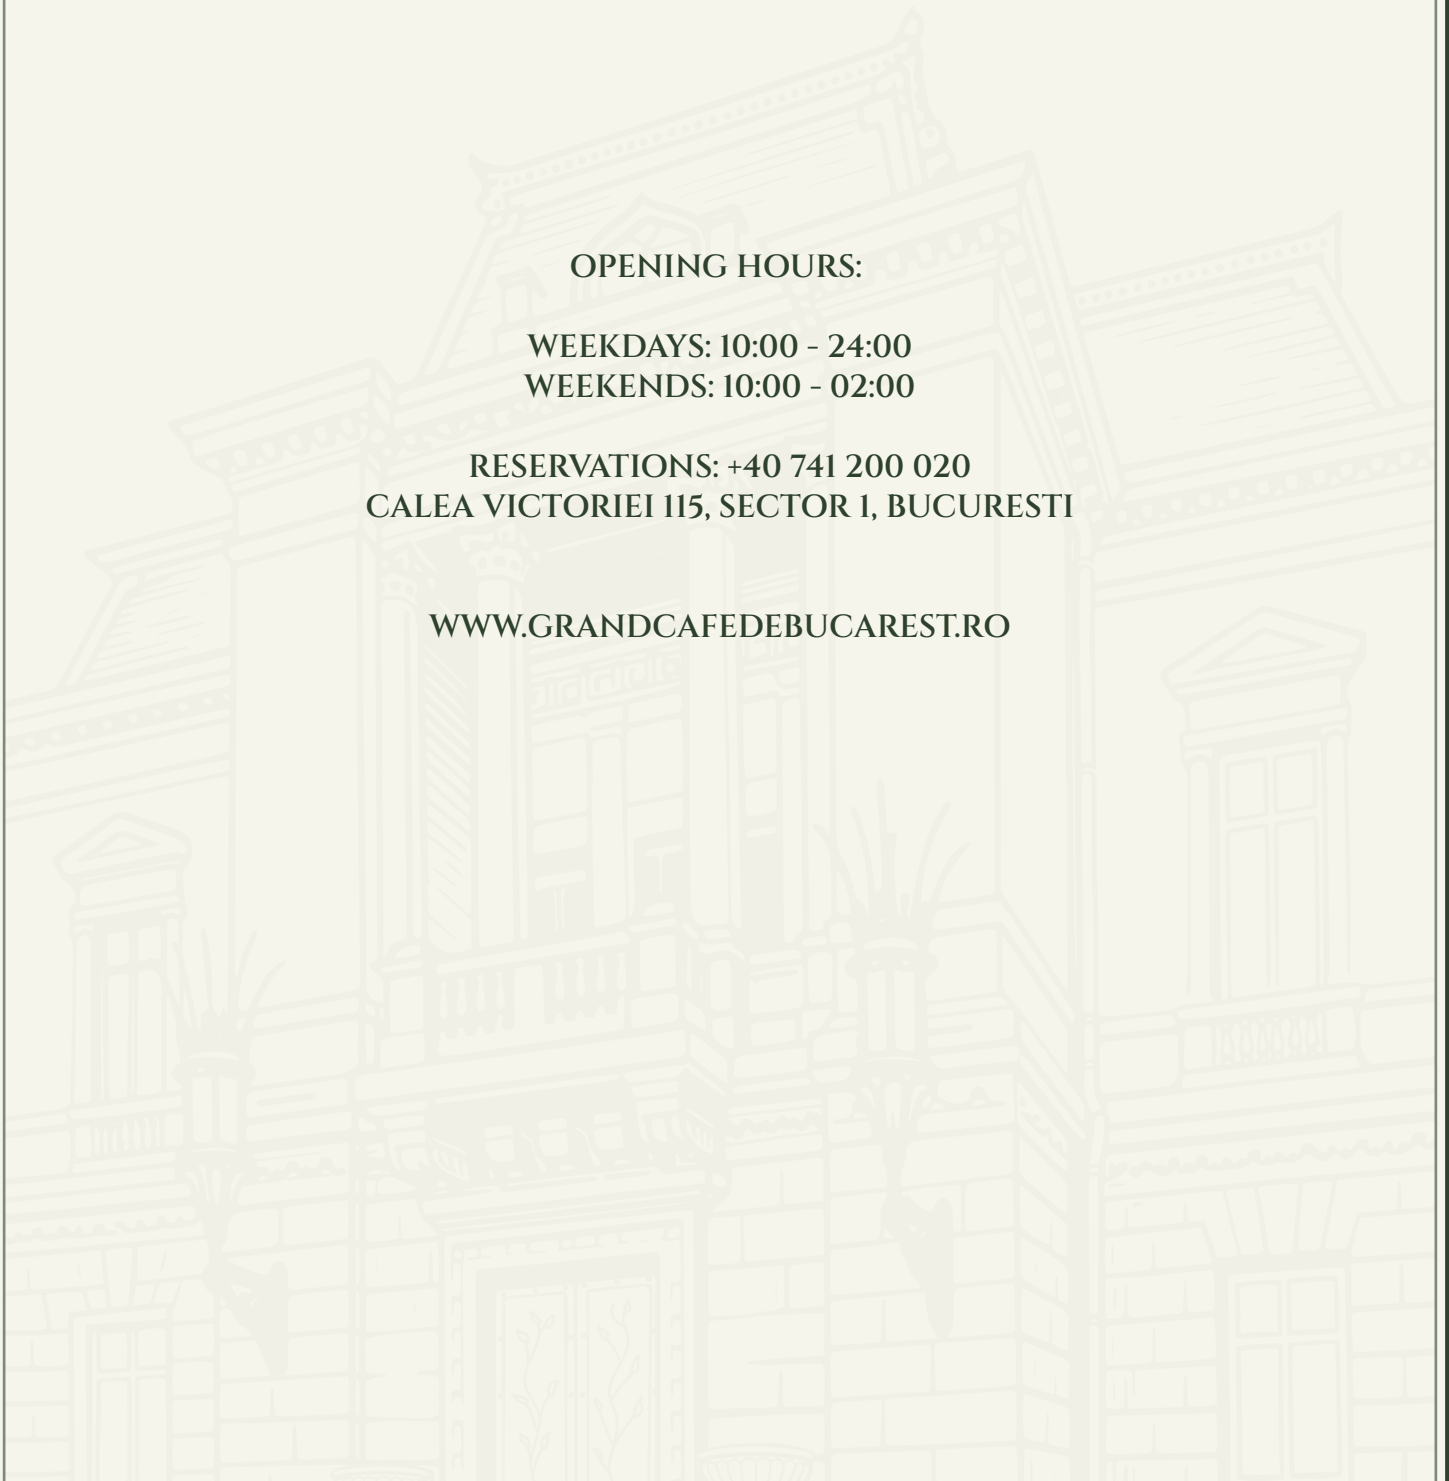 OPENING HOURS:
WEEKDAYS: 10:00 - 24:00
WEEKENDS: 10:00 - 02:00
RESERVATIONS: +40 741 200 020
CALEA VICTORIEI 115, SECTOR 1, BUCURESTI
WWW.GRANDCAFEDEBUCAREST.RO